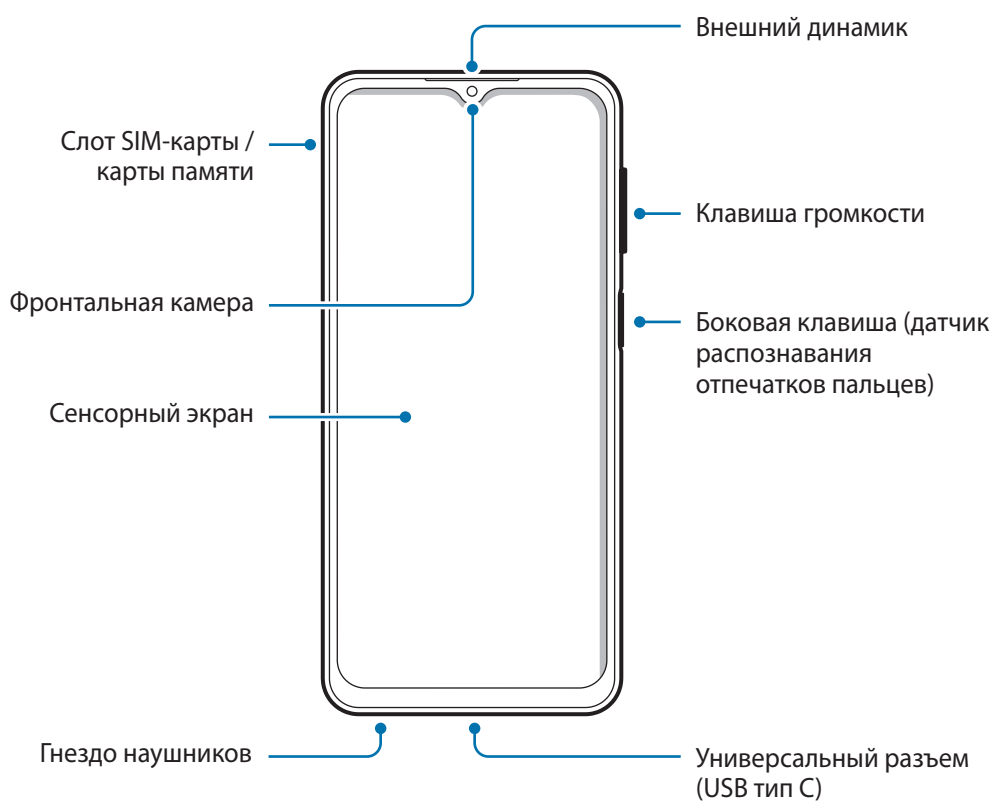 Внешний динамик
Слот SIM-карты /
карты памяти
Клавиша громкости
Фронтальная камера
Боковая клавиша (датчик
распознавания
отпечатков пальцев)
Сенсорный экран
Гнездо наушников
Универсальный разъем
(USB тип C)